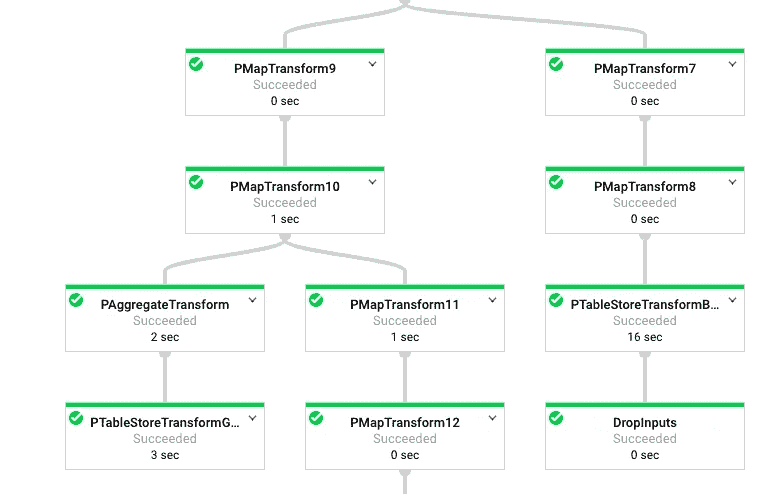 PMapTransform9
Succeeded
0 sec
PMapTransform7
Succeeded
0 sec
PMapTransform10
Succeeded
1 sec
PMapTransform8
Succeeded
0 sec
PAggregateTransform
Succeeded
2 sec
PMapTransform11
Succeeded
1 sec
PTableStoreTransformB...
Succeeded
16 sec
PTableStoreTransformG...
Succeeded
3 sec
PMapTransform12
Succeeded
0 sec
DropInputs
Succeeded
0 sec